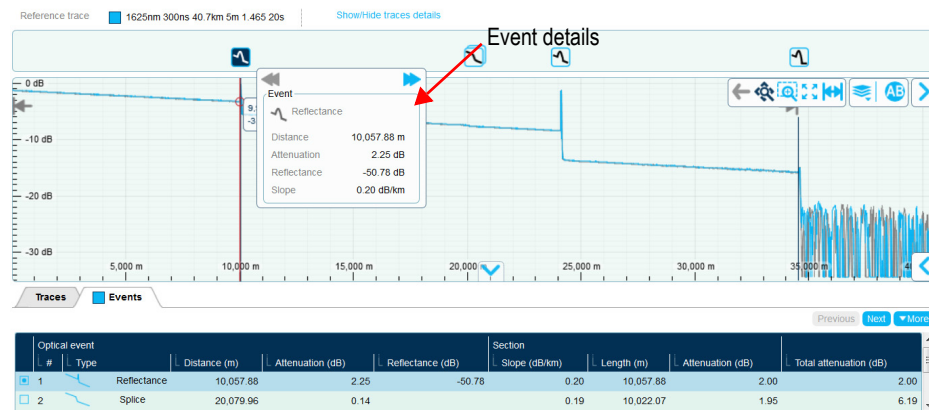 Reference trace 1625nm 300ns 40.7km 5m 1.465 20s Show/Hide traces details
Event details
0 dB
-10 dB
-20 dB
-30 dB
Event
Reflectance
Distance 10,057.88 m
Attenuation 2.25 dB
Reflectance -50.78 dB
Slope 0.20 dB/km
AB
5,000 m 10,000 m 15,000 m 20,000 m 25,000 m 30,000 m 35,000 m
Traces Events
Previous Next More
Optical event Section
# Type Distance (m) Attenuation (dB) Reflectance (dB) Slope (dB/km) Length (m) Attenuation (dB) Total attenuation (dB)
1 Reflectance 10,057.88 2.25 -50.78 0.20 10,057.88 2.00 2.00
2 Splice 20,079.96 0.14 0.19 10,022.07 1.95 6.19